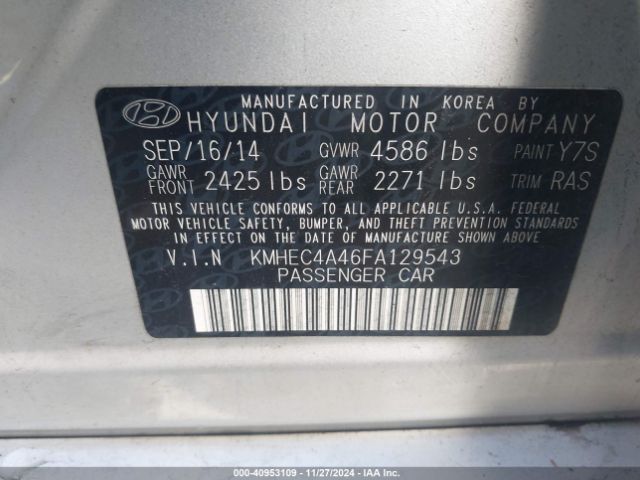 MANUFACTURED IN KOREA BY
HYUNDAI MOTOR COMPANY
SEP/16/14 GVWR 4586 lbs PAINT Y7S
GAWR FRONT 2425 lbs GAWR REAR 2271 lbs TRIM RAS
THIS VEHICLE CONFORMS TO ALL APPLICABLE U.S.A. FEDERAL
MOTOR VEHICLE SAFETY, BUMPER, AND THEFT PREVENTION STANDARDS
IN EFFECT ON THE DATE OF MANUFACTURE SHOWN ABOVE
V.I.N KMHEC4A46FA129543
PASSENGER CAR
000-40953109 | 11/27/2024 | IAA Inc.